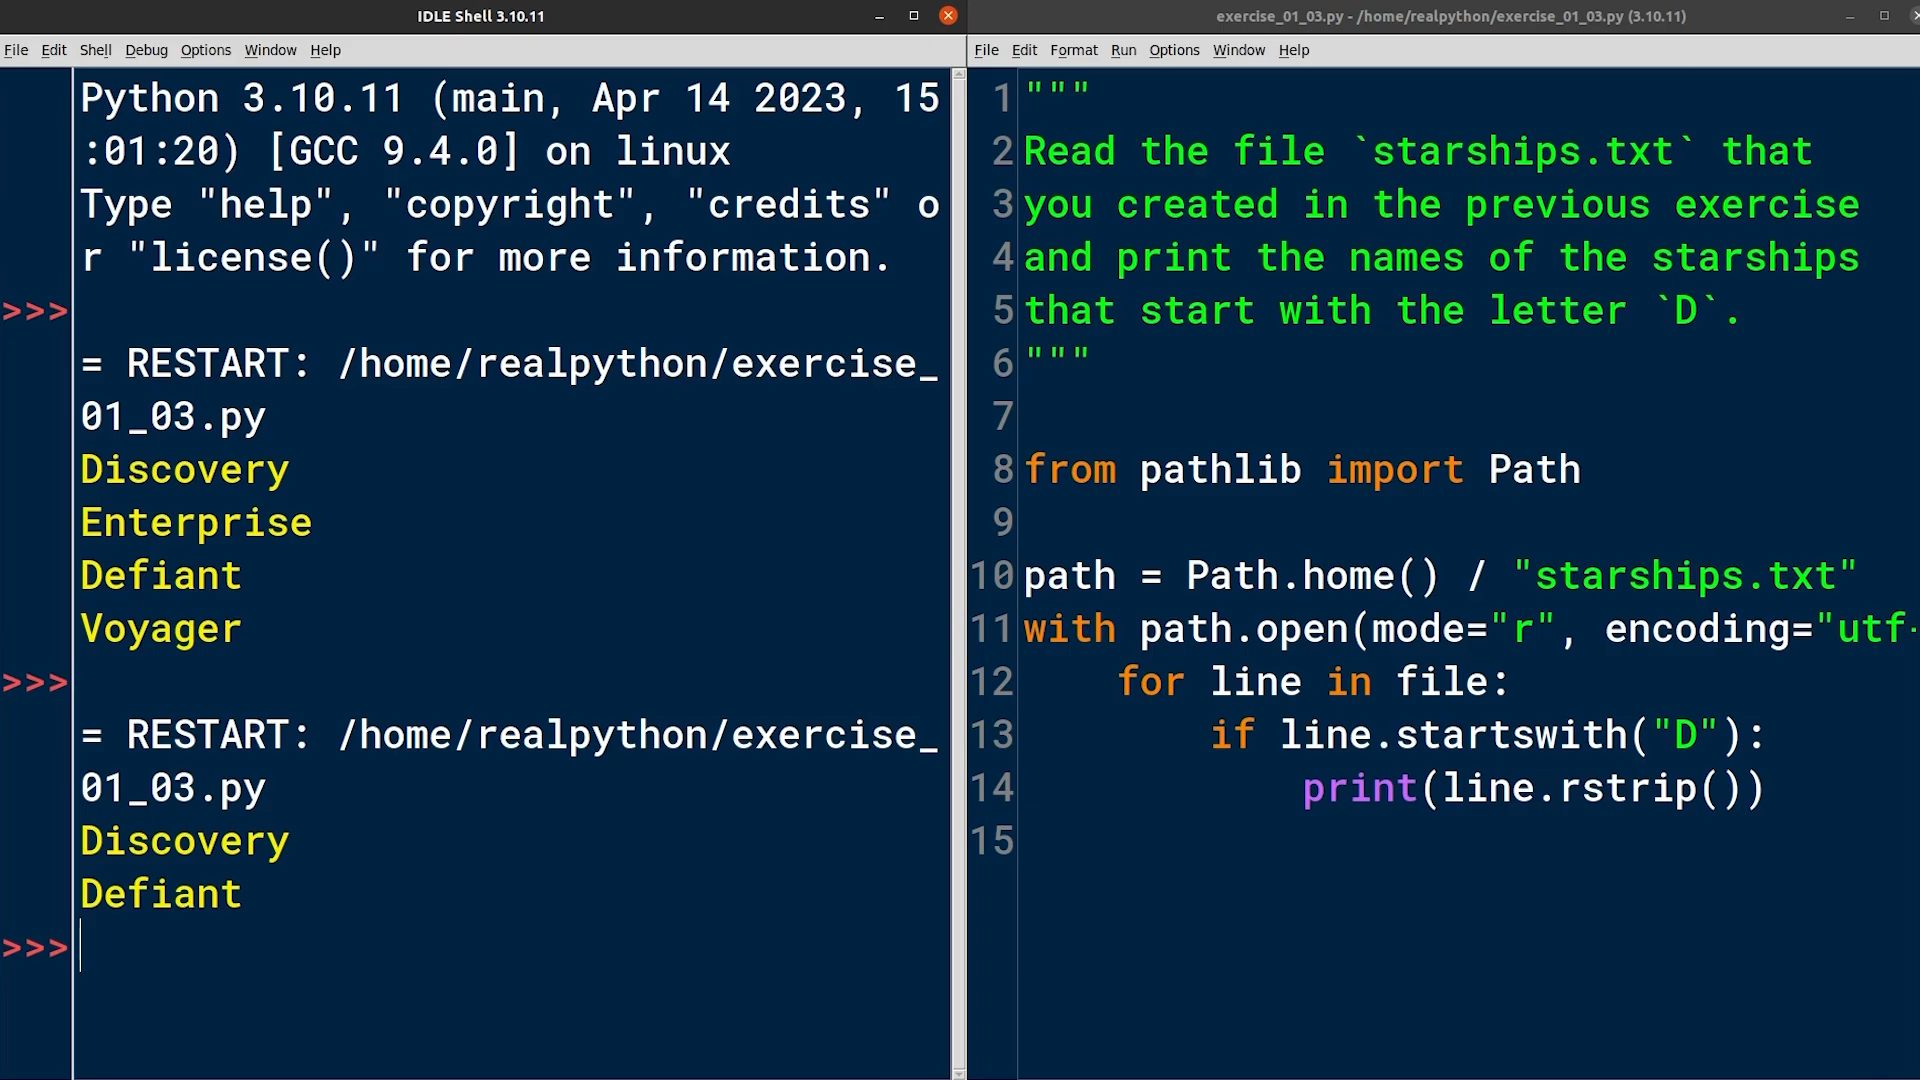 IDLE Shell 3.10.11
File Edit Shell Debug Options Window Help
Python 3.10.11 (main, Apr 14 2023, 15
:01:20) [GCC 9.4.0] on linux
Type "help", "copyright", "credits" o
r "license()" for more information.
>>>
= RESTART: /home/realpython/exercise_
01_03.py
Discovery
Enterprise
Defiant
Voyager
>>>
= RESTART: /home/realpython/exercise_
01_03.py
Discovery
Defiant
>>>
exercise_01_03.py - /home/realpython/exercise_01_03.py (3.10.11)
File Edit Format Run Options Window Help
1 """
2 Read the file `starships.txt` that
3 you created in the previous exercise
4 and print the names of the starships
5 that start with the letter `D`.
6 """
7
8 from pathlib import Path
9
10 path = Path.home() / "starships.txt"
11 with path.open(mode="r", encoding="utf-
12     for line in file:
13         if line.startswith("D"):
14             print(line.rstrip())
15